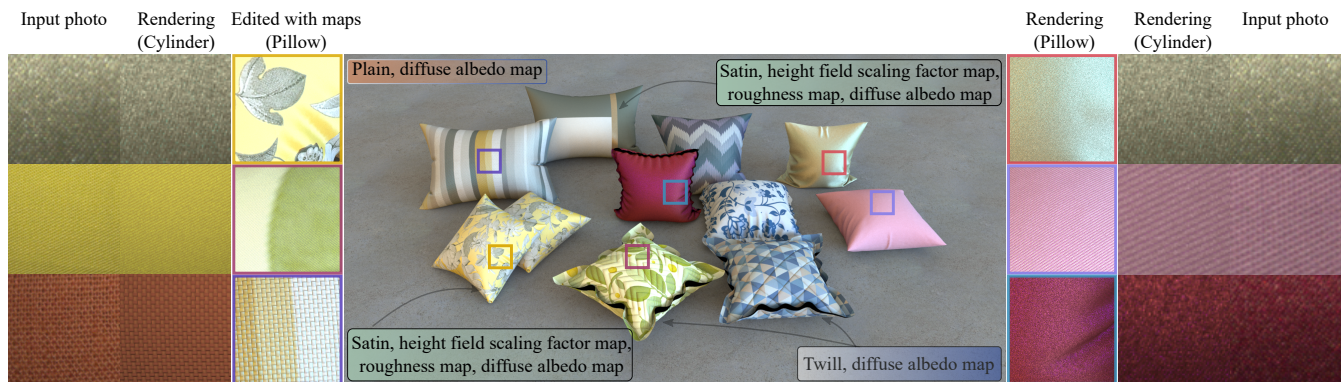 Input photo
Rendering
(Cylinder)
Edited with maps
(Pillow)
Rendering
(Pillow)
Rendering
(Cylinder)
Input photo
Plain, diffuse albedo map
Satin, height field scaling factor map,
roughness map, diffuse albedo map
Satin, height field scaling factor map,
roughness map, diffuse albedo map
Twill, diffuse albedo map